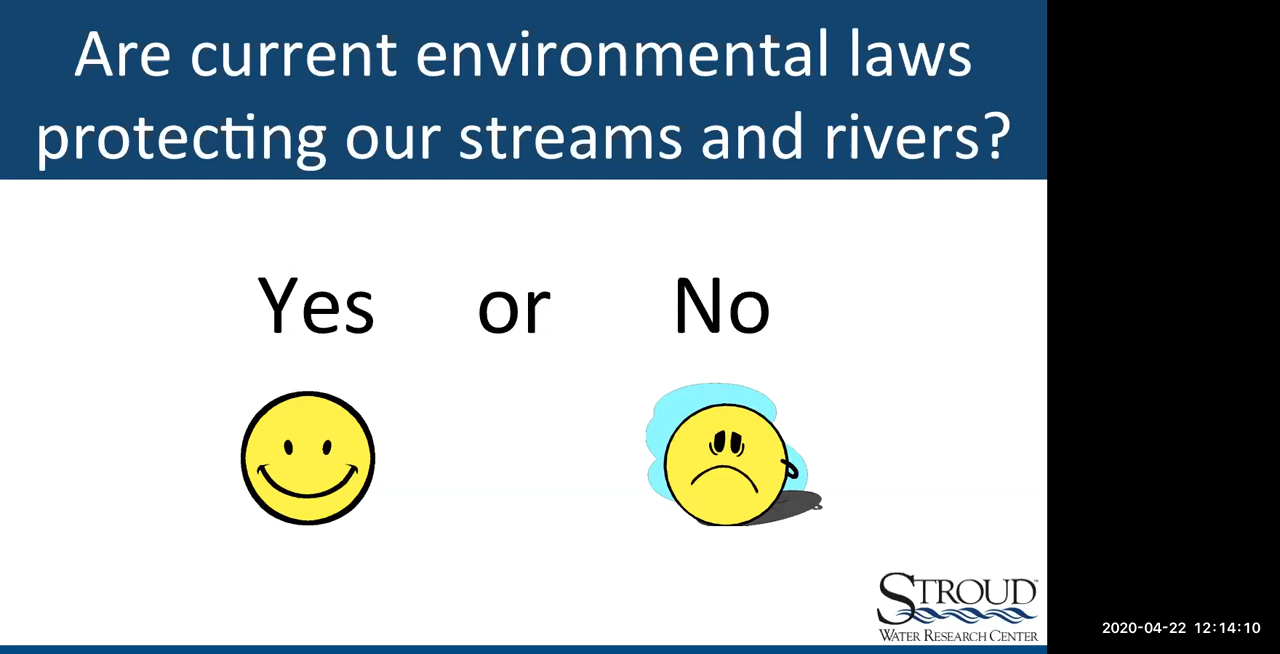 Are current environmental laws
protecting our streams and rivers?
Yes or No
STROUD™
WATER RESEARCH CENTER
2020-04-22 12:14:10